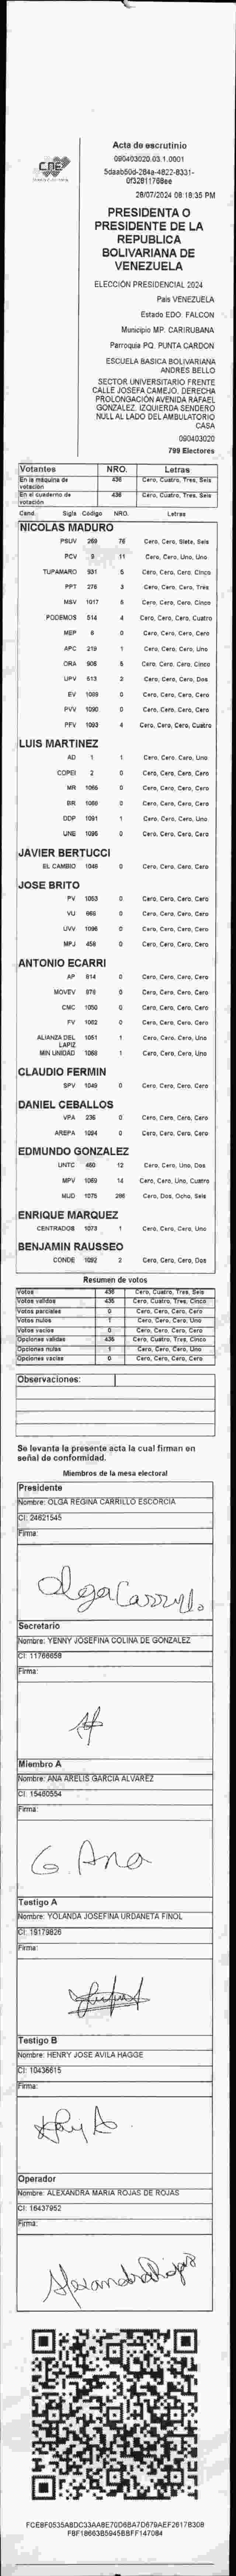 CNE
Acta de escrutinio
090403020.03.1.0001
5daab50d-284a-4822-8331-
0f32811768ee
28/07/2024 08:18:35 PM
PRESIDENTA O
PRESIDENTE DE LA
REPUBLICA
BOLIVARIANA DE
VENEZUELA
ELECCIÓN PRESIDENCIAL 2024
País VENEZUELA
Estado EDO. FALCON
Municipio MP. CARIRUBANA
Parroquia PQ. PUNTA CARDON
ESCUELA BASICA BOLIVARIANA
ANDRES BELLO
SECTOR UNIVERSITARIO FRENTE
CALLE JOSEFA CAMEJO. DERECHA
PROLONGACIÓN AVENIDA RAFAEL
GONZALEZ. IZQUIERDA SENDERO
NULL AL LADO DEL AMBULATORIO
CASA
090403020
799 Electores
Votantes NRO. Letras
En la máquina de votación 436 Cero, Cuatro, Tres, Seis
En el cuaderno de votación 436 Cero, Cuatro, Tres, Seis
Cand Sigla Código NRO. Letras
NICOLAS MADURO
PSUV 269 76 Cero, Cero, Siete, Seis
PCV 9 11 Cero, Cero, Uno, Uno
TUPAMARO 931 5 Cero, Cero, Cero, Cinco
PPT 276 3 Cero, Cero, Cero, Tres
MSV 1017 5 Cero, Cero, Cero, Cinco
PODEMOS 514 4 Cero, Cero, Cero, Cuatro
MEP 6 0 Cero, Cero, Cero, Cero
APC 219 1 Cero, Cero, Cero, Uno
ORA 905 5 Cero, Cero, Cero, Cinco
UPV 613 2 Cero, Cero, Cero, Dos
EV 1089 0 Cero, Cero, Cero, Cero
PVV 1090 0 Cero, Cero, Cero, Cero
PFV 1093 4 Cero, Cero, Cero, Cuatro
LUIS MARTINEZ
AD 1 1 Cero, Cero, Cero, Uno
COPEI 2 0 Cero, Cero, Cero, Cero
MR 1065 0 Cero, Cero, Cero, Cero
BR 1050 0 Cero, Cero, Cero, Cero
DDP 1091 1 Cero, Cero, Cero, Uno
UNE 1095 0 Cero, Cero, Cero, Cero
JAVIER BERTUCCI
EL CAMBIO 1048 0 Cero, Cero, Cero, Cero
JOSE BRITO
PV 1053 0 Cero, Cero, Cero, Cero
VU 966 0 Cero, Cero, Cero, Cero
UVV 1096 0 Cero, Cero, Cero, Cero
MPJ 458 0 Cero, Cero, Cero, Cero
ANTONIO ECARRI
AP 914 0 Cero, Cero, Cero, Cero
MOVEV 978 0 Cero, Cero, Cero, Cero
CMC 1050 0 Cero, Cero, Cero, Cero
FV 1082 0 Cero, Cero, Cero, Cero
ALIANZA DEL LAPIZ 1051 1 Cero, Cero, Cero, Uno
MIN UNIDAD 1068 1 Cero, Cero, Cero, Uno
CLAUDIO FERMIN
SPV 1049 0 Cero, Cero, Cero, Cero
DANIEL CEBALLOS
VPA 236 0 Cero, Cero, Cero, Cero
AREPA 1094 0 Cero, Cero, Cero, Cero
EDMUNDO GONZALEZ
UNTC 460 12 Cero, Cero, Uno, Dos
MPV 1069 14 Cero, Cero, Uno, Cuatro
MUD 1075 286 Cero, Dos, Ocho, Seis
ENRIQUE MARQUEZ
CENTRADOS 1073 1 Cero, Cero, Cero, Uno
BENJAMIN RAUSSEO
CONDE 1092 2 Cero, Cero, Cero, Dos
Resumen de votos
Votos 436 Cero, Cuatro, Tres, Seis
Votos validos 435 Cero, Cuatro, Tres, Cinco
Votos parciales 0 Cero, Cero, Cero, Cero
Votos nulos 1 Cero, Cero, Cero, Uno
Votos vacios 0 Cero, Cero, Cero, Cero
Opciones validas 435 Cero, Cuatro, Tres, Cinco
Opciones nulas 1 Cero, Cero, Cero, Uno
Opciones vacias 0 Cero, Cero, Cero, Cero
Observaciones:
Se levanta la presente acta la cual firman en
señal de conformidad.
Miembros de la mesa electoral
Presidente
Nombre: OLGA REGINA CARRILLO ESCORCIA
CI: 24621545
Firma:
Olga Carrillo
Secretario
Nombre: YENNY JOSEFINA COLINA DE GONZALEZ
CI: 11766658
Firma:
Miembro A
Nombre: ANA ARELIS GARCIA ALVAREZ
CI: 15460554
Firma:
G Ana
Testigo A
Nombre: YOLANDA JOSEFINA URDANETA FINOL
CI: 19179826
Firma:
Testigo B
Nombre: HENRY JOSE AVILA HAGGE
CI: 10436615
Firma:
Operador
Nombre: ALEXANDRA MARIA ROJAS DE ROJAS
CI: 16437952
Firma:
FCE8F0535A8DC33AA8E70D6BA7D679AEF2617B308
FBF18663B5945BBFF147084